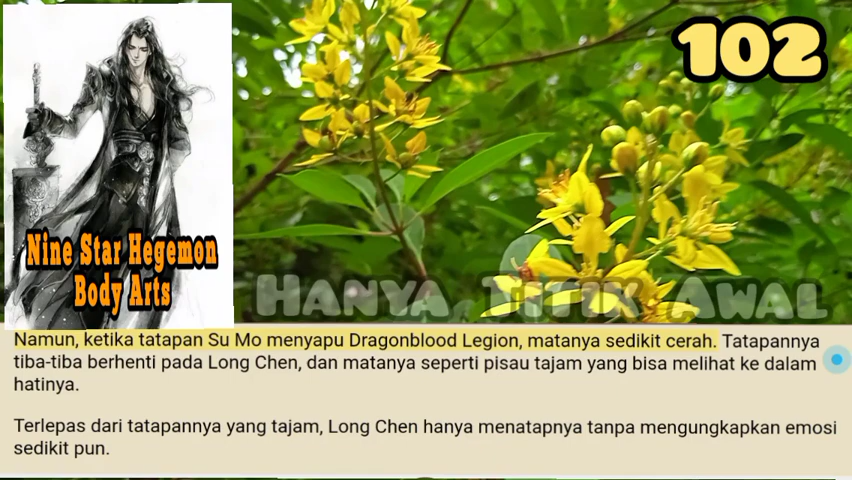 102
Nine Star Hegemon
Body Arts
HANYA TITIK AWAL
Namun, ketika tatapan Su Mo menyapu Dragonblood Legion, matanya sedikit cerah. Tatapannya
tiba-tiba berhenti pada Long Chen, dan matanya seperti pisau tajam yang bisa melihat ke dalam
hatinya.
Terlepas dari tatapannya yang tajam, Long Chen hanya menatapnya tanpa mengungkapkan emosi
sedikit pun.